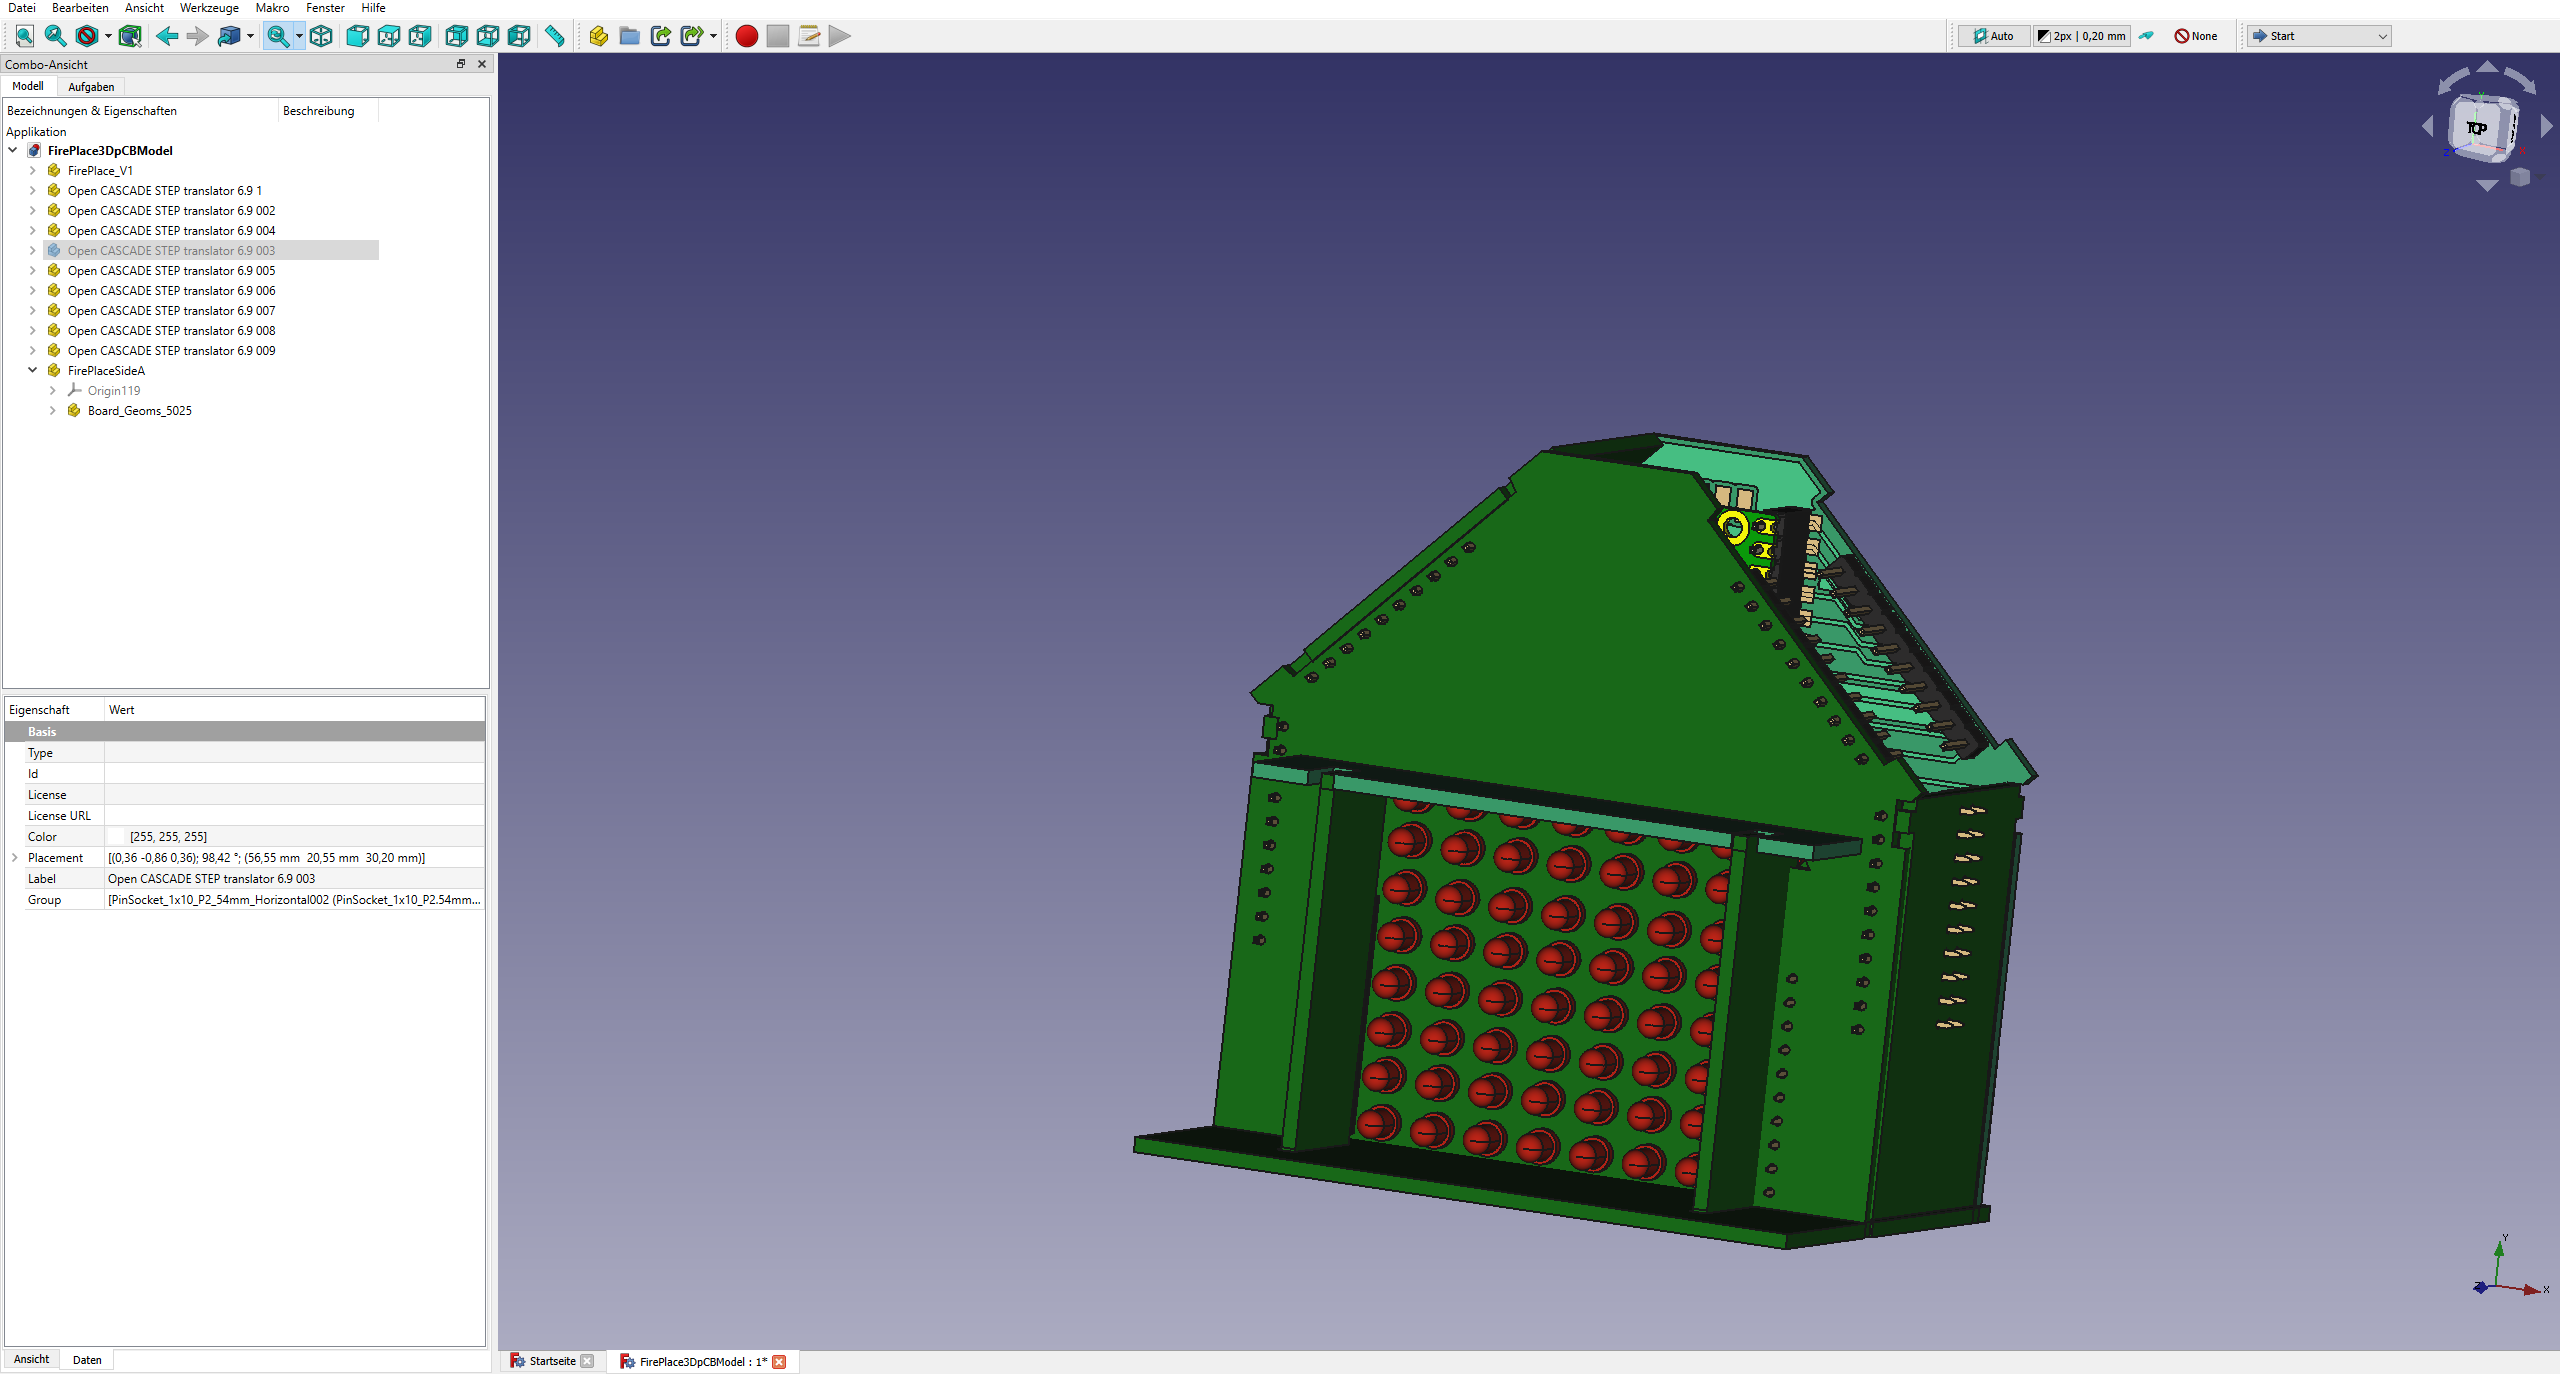 Datei Bearbeiten Ansicht Werkzeuge Makro Fenster Hilfe
Auto 2px | 0,20 mm None Start
Combo-Ansicht
Modell Aufgaben
Bezeichnungen & Eigenschaften Beschreibung
Applikation
FirePlace3DpCBModel
FirePlace_V1
Open CASCADE STEP translator 6.9 1
Open CASCADE STEP translator 6.9 002
Open CASCADE STEP translator 6.9 004
Open CASCADE STEP translator 6.9 003
Open CASCADE STEP translator 6.9 005
Open CASCADE STEP translator 6.9 006
Open CASCADE STEP translator 6.9 007
Open CASCADE STEP translator 6.9 008
Open CASCADE STEP translator 6.9 009
FirePlaceSideA
Origin119
Board_Geoms_5025
Eigenschaft Wert
Basis
Type
Id
License
License URL
Color [255, 255, 255]
Placement [(0,36 -0,86 0,36); 98,42 °; (56,55 mm 20,55 mm 30,20 mm)]
Label Open CASCADE STEP translator 6.9 003
Group [PinSocket_1x10_P2_54mm_Horizontal002 (PinSocket_1x10_P2.54mm...
Ansicht Daten
TOP
Y
Z
X
Y
Z
X
Startseite FirePlace3DpCBModel : 1*